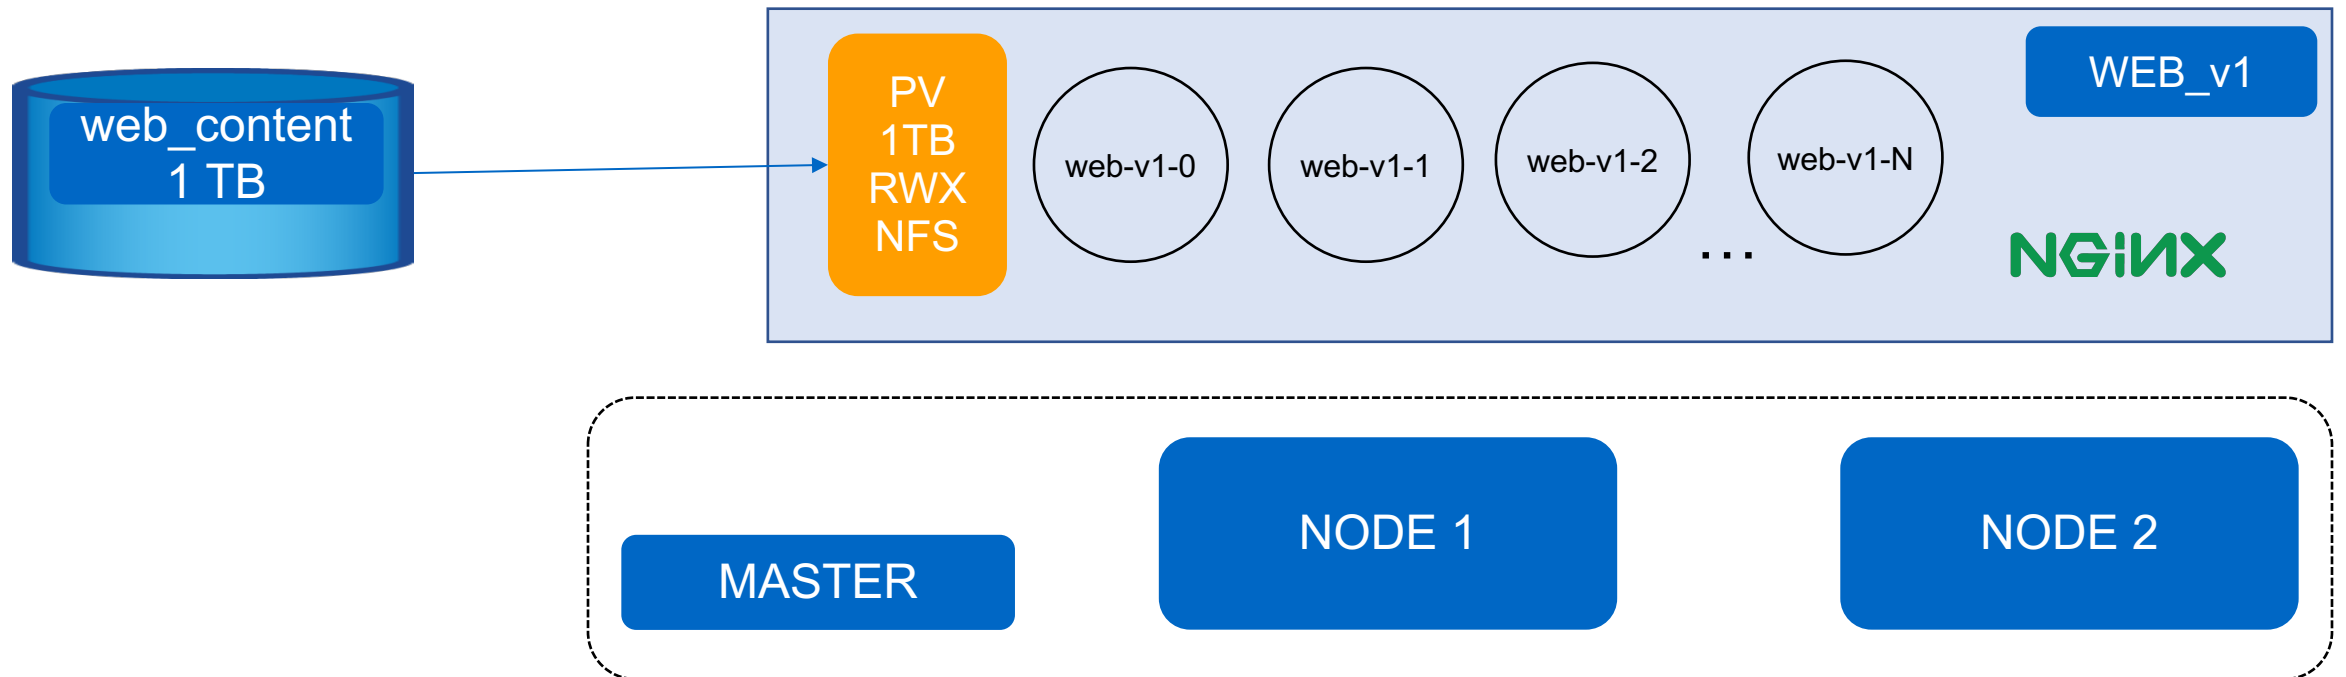 web_content
1 TB
PV
1TB
RWX
NFS
web-v1-0
web-v1-1
web-v1-2
...
web-v1-N
WEB_v1
NGINX
MASTER
NODE 1
NODE 2